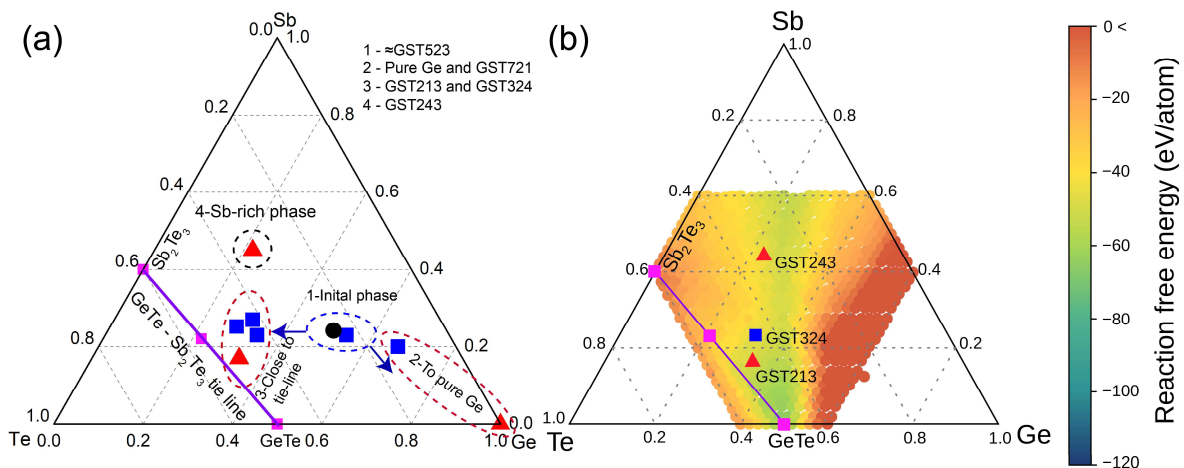 (a)
Sb
0.0
1.0
1 - ≈GST523
2 - Pure Ge and GST721
3 - GST213 and GST324
4 - GST243
0.2
0.8
0.4
0.6
4-Sb-rich phase
0.6
Sb2Te3
0.4
1-Inital phase
GeTe - Sb2Te3 tie line
0.8
0.2
3-Close to
tie-line
2-To pure Ge
1.0
0.0
Te
0.0
0.2
0.4
GeTe
0.6
0.8
1.0
Ge
(b)
Sb
1.0
0.2
0.8
0.4
0.6
Sb2Te3
GST243
0.6
0.4
GST324
0.8
0.2
GST213
1.0
Te
0.2
0.4
GeTe
0.6
0.8
1.0
Ge
0 <
−20
−40
−60
−80
−100
−120
Reaction free energy (eV/atom)